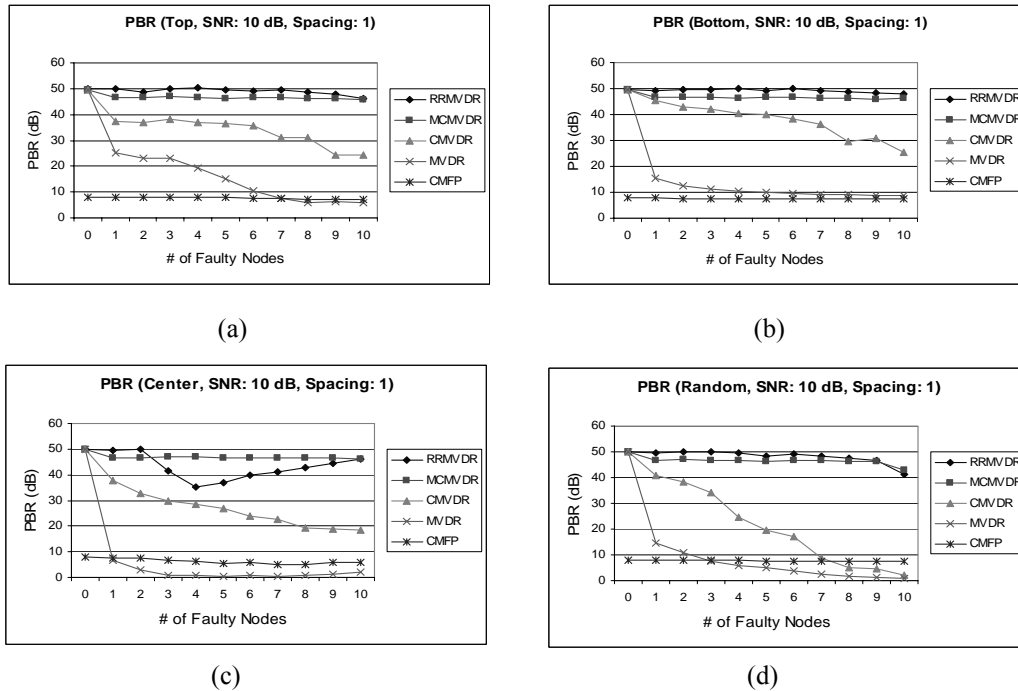 PBR (Top, SNR: 10 dB, Spacing: 1)
PBR (dB)
60
50
40
30
20
10
0
0 1 2 3 4 5 6 7 8 9 10
# of Faulty Nodes
RRMVDR
MCMVDR
CMVDR
MVDR
CMFP
(a)
PBR (Bottom, SNR: 10 dB, Spacing: 1)
PBR (dB)
60
50
40
30
20
10
0
0 1 2 3 4 5 6 7 8 9 10
# of Faulty Nodes
RRMVDR
MCMVDR
CMVDR
MVDR
CMFP
(b)
PBR (Center, SNR: 10 dB, Spacing: 1)
PBR (dB)
60
50
40
30
20
10
0
0 1 2 3 4 5 6 7 8 9 10
# of Faulty Nodes
RRMVDR
MCMVDR
CMVDR
MVDR
CMFP
(c)
PBR (Random, SNR: 10 dB, Spacing: 1)
PBR (dB)
60
50
40
30
20
10
0
0 1 2 3 4 5 6 7 8 9 10
# of Faulty Nodes
RRMVDR
MCMVDR
CMVDR
MVDR
CMFP
(d)